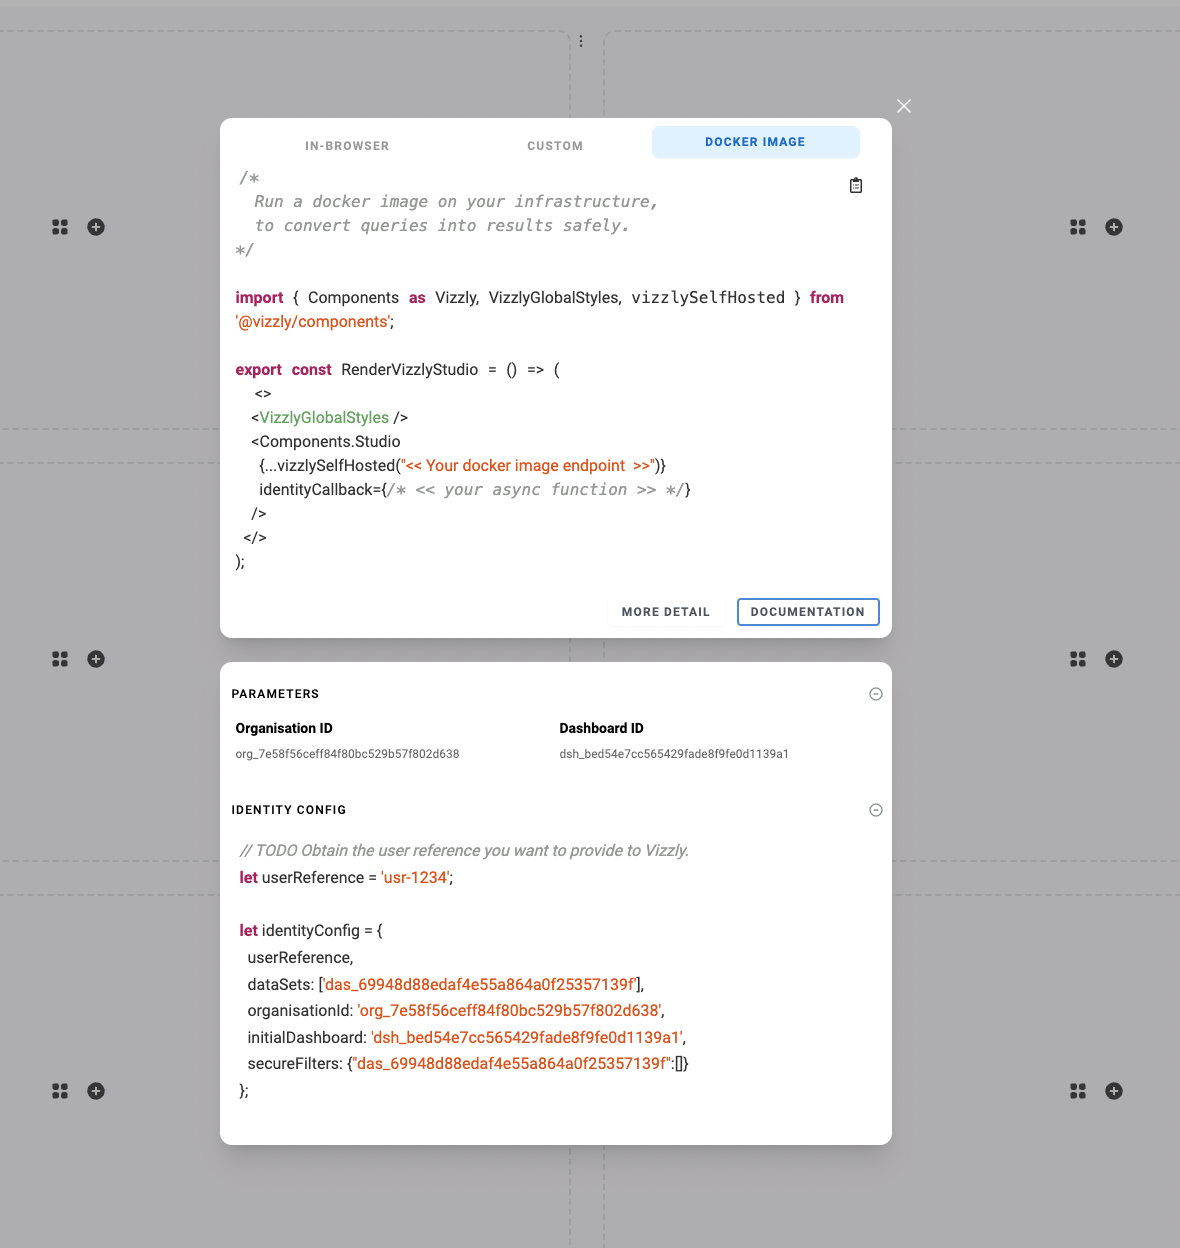 IN-BROWSER
CUSTOM
DOCKER IMAGE
/*
Run a docker image on your infrastructure,
to convert queries into results safely.
*/
import { Components as Vizzly, VizzlyGlobalStyles, vizzlySelfHosted } from
'@vizzly/components';
export const RenderVizzlyStudio = () => (
<>
<VizzlyGlobalStyles />
<Components.Studio
{...vizzlySelfHosted("<< Your docker image endpoint >>")}
identityCallback={/* << your async function >> */}
/>
</>
);
MORE DETAIL
DOCUMENTATION
PARAMETERS
Organisation ID
Dashboard ID
org_7e58f56ceff84f80bc529b57f802d638
dsh_bed54e7cc565429fade8f9fe0d1139a1
IDENTITY CONFIG
// TODO Obtain the user reference you want to provide to Vizzly.
let userReference = 'usr-1234';
let identityConfig = {
userReference,
dataSets: ['das_69948d88edaf4e55a864a0f25357139f'],
organisationId: 'org_7e58f56ceff84f80bc529b57f802d638',
initialDashboard: 'dsh_bed54e7cc565429fade8f9fe0d1139a1',
secureFilters: {"das_69948d88edaf4e55a864a0f25357139f":[]}
};